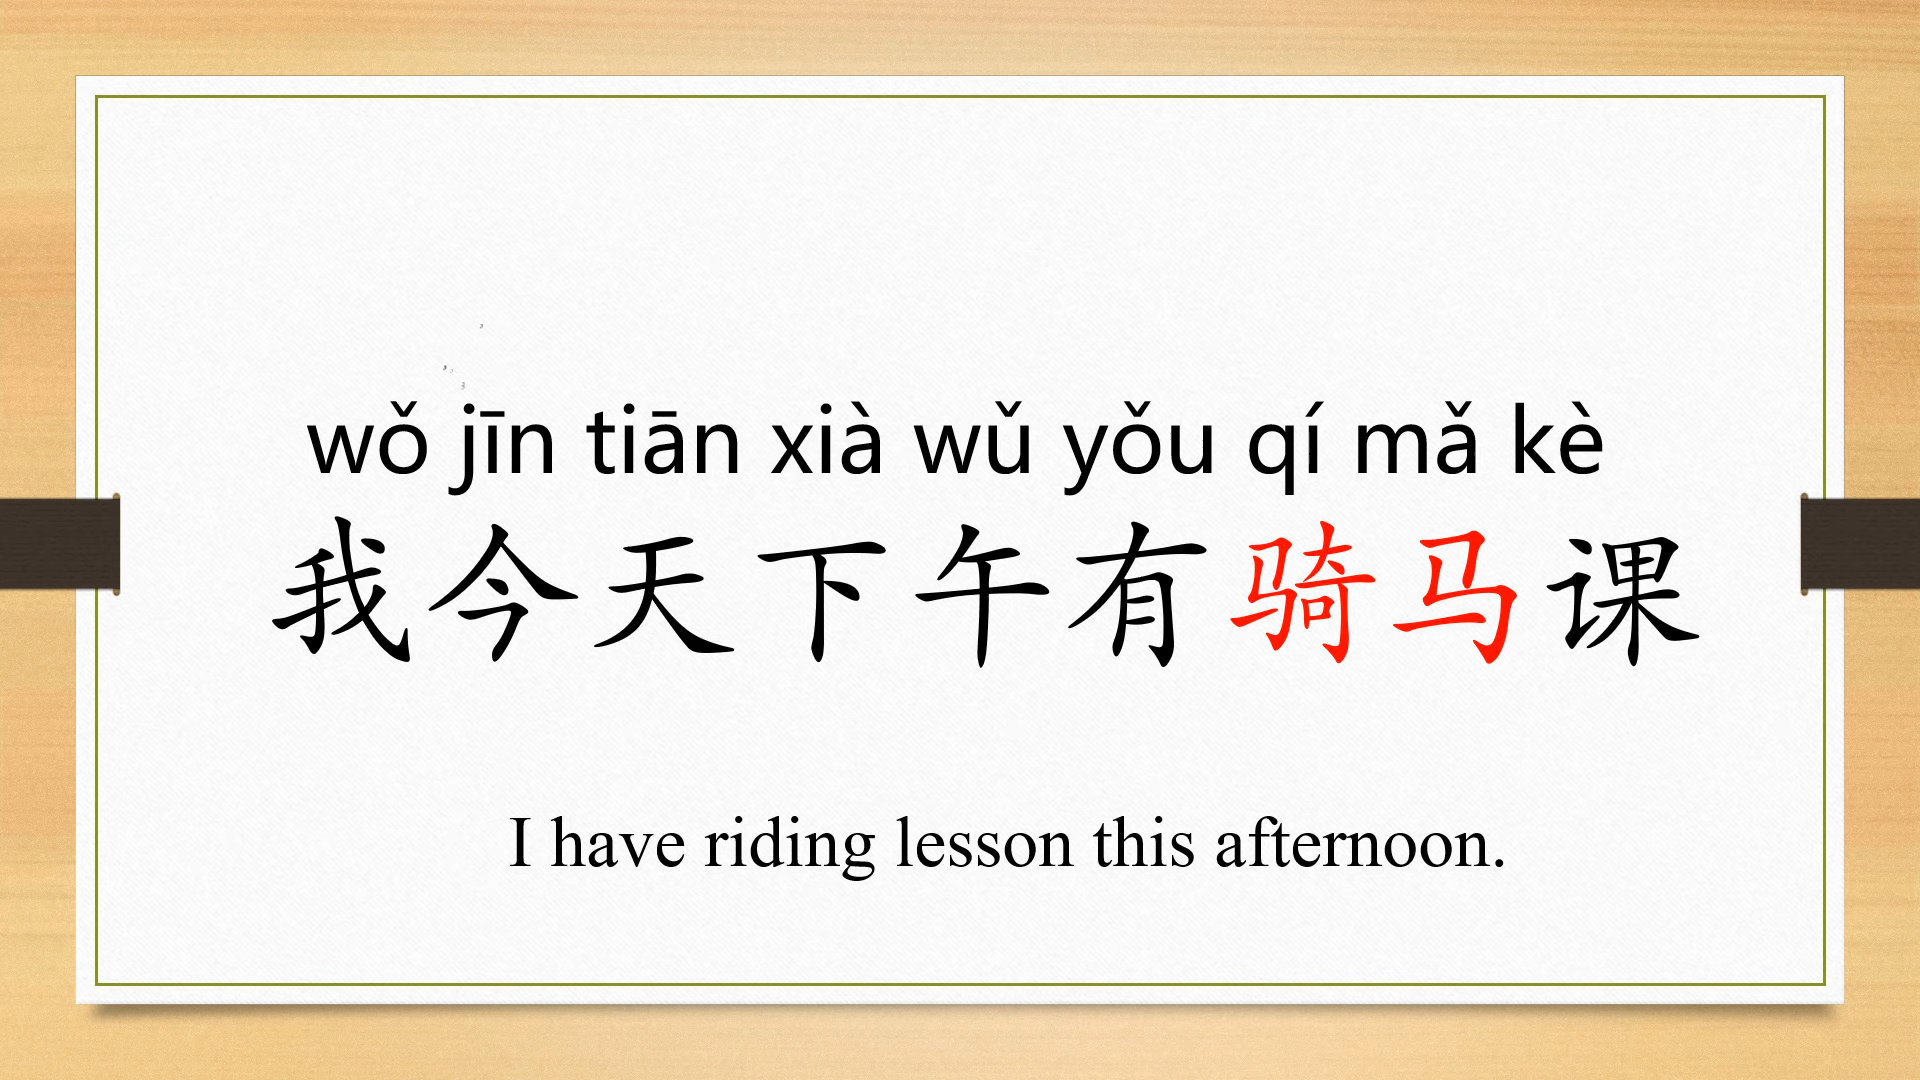 wǒ jīn tiān xià wǔ yǒu qí mǎ kè
我今天下午有骑马课
I have riding lesson this afternoon.